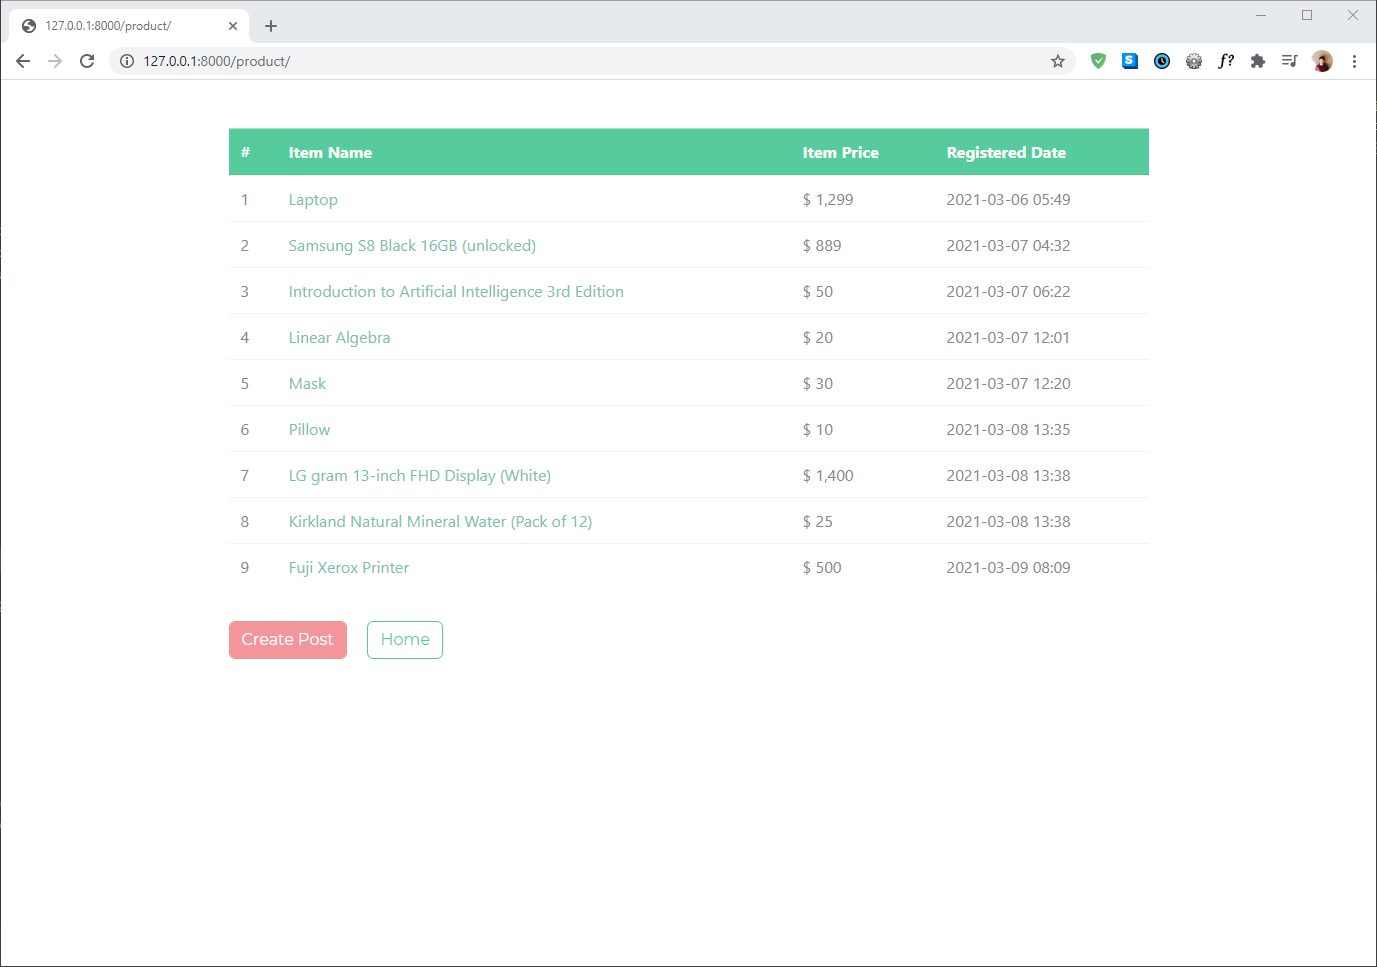 127.0.0.1:8000/product/
127.0.0.1:8000/product/
S f?
# Item Name Item Price Registered Date
1 Laptop $ 1,299 2021-03-06 05:49
2 Samsung S8 Black 16GB (unlocked) $ 889 2021-03-07 04:32
3 Introduction to Artificial Intelligence 3rd Edition $ 50 2021-03-07 06:22
4 Linear Algebra $ 20 2021-03-07 12:01
5 Mask $ 30 2021-03-07 12:20
6 Pillow $ 10 2021-03-08 13:35
7 LG gram 13-inch FHD Display (White) $ 1,400 2021-03-08 13:38
8 Kirkland Natural Mineral Water (Pack of 12) $ 25 2021-03-08 13:38
9 Fuji Xerox Printer $ 500 2021-03-09 08:09
Create Post Home